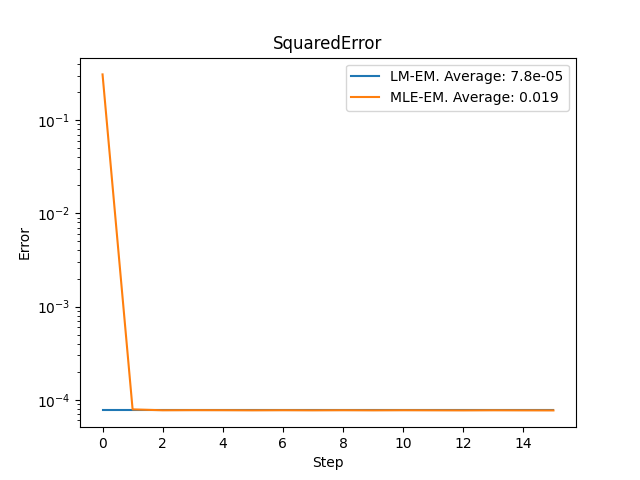 SquaredError
LM-EM. Average: 7.8e-05
MLE-EM. Average: 0.019
Error
10⁻¹
10⁻²
10⁻³
10⁻⁴
0 2 4 6 8 10 12 14
Step